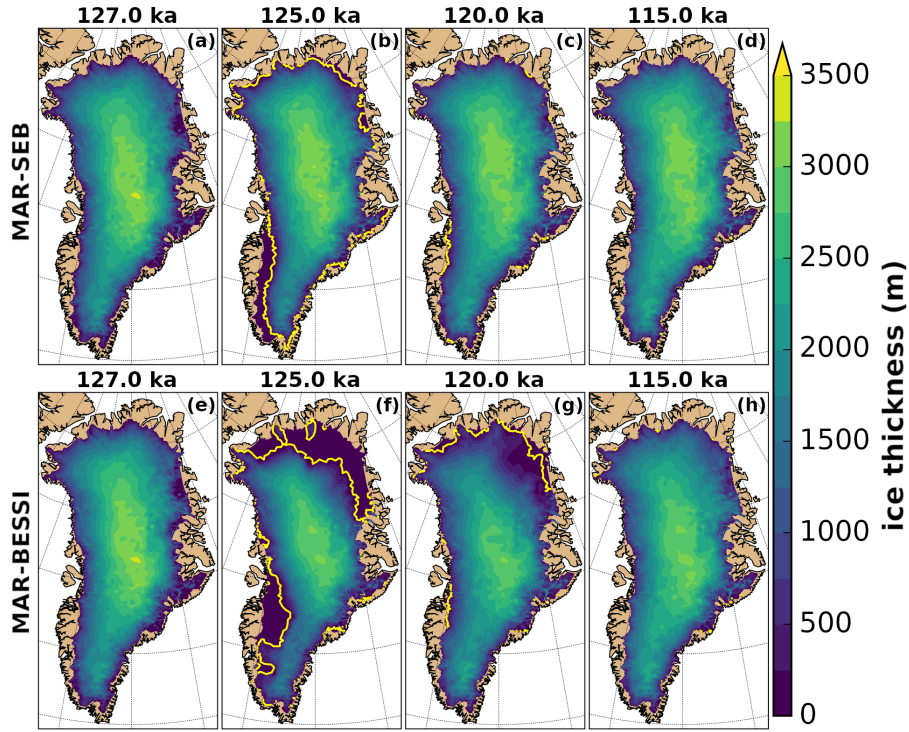 127.0 ka 125.0 ka 120.0 ka 115.0 ka
(a) (b) (c) (d)
MAR-SEB
127.0 ka 125.0 ka 120.0 ka 115.0 ka
(e) (f) (g) (h)
MAR-BESSI
3500
3000
2500
2000
1500
1000
500
0
ice thickness (m)